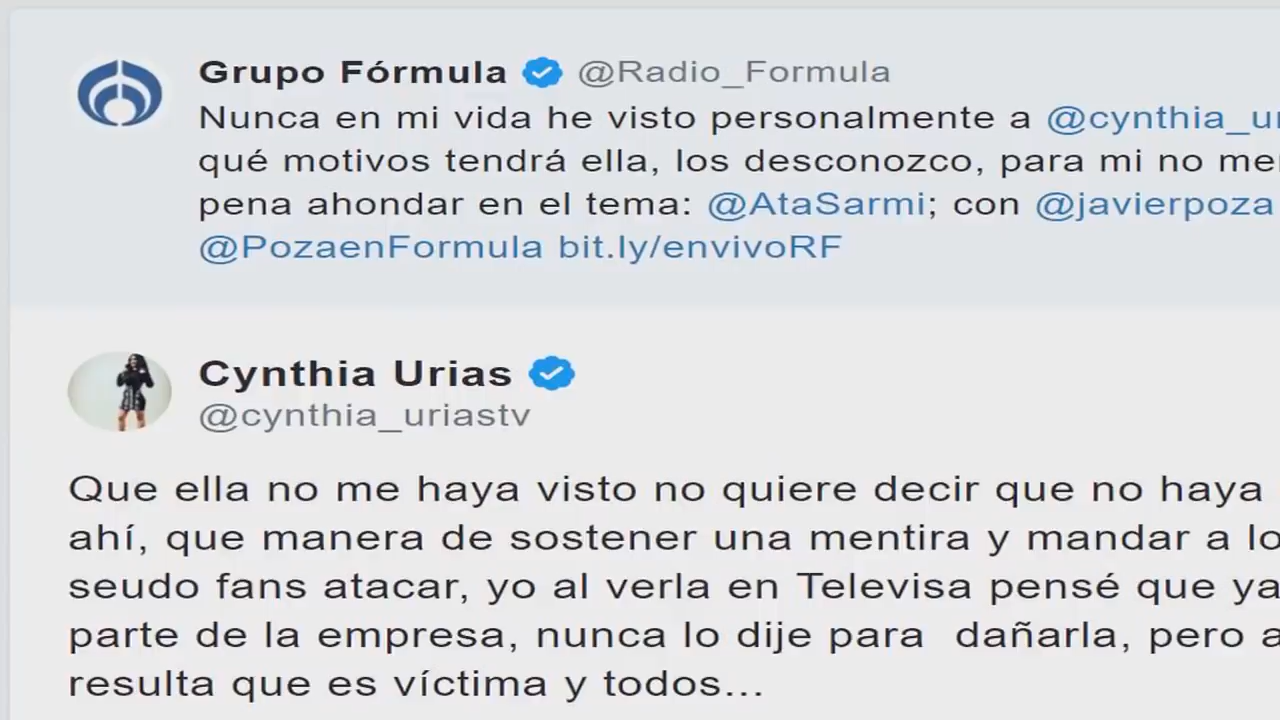 Grupo Fórmula @Radio_Formula
Nunca en mi vida he visto personalmente a @cynthia_u
qué motivos tendrá ella, los desconozco, para mi no me
pena ahondar en el tema: @AtaSarmi; con @javierpoza
@PozaenFormula bit.ly/envivoRF
Cynthia Urias
@cynthia_uriastv
Que ella no me haya visto no quiere decir que no haya
ahí, que manera de sostener una mentira y mandar a lo
seudo fans atacar, yo al verla en Televisa pensé que ya
parte de la empresa, nunca lo dije para dañarla, pero a
resulta que es víctima y todos...